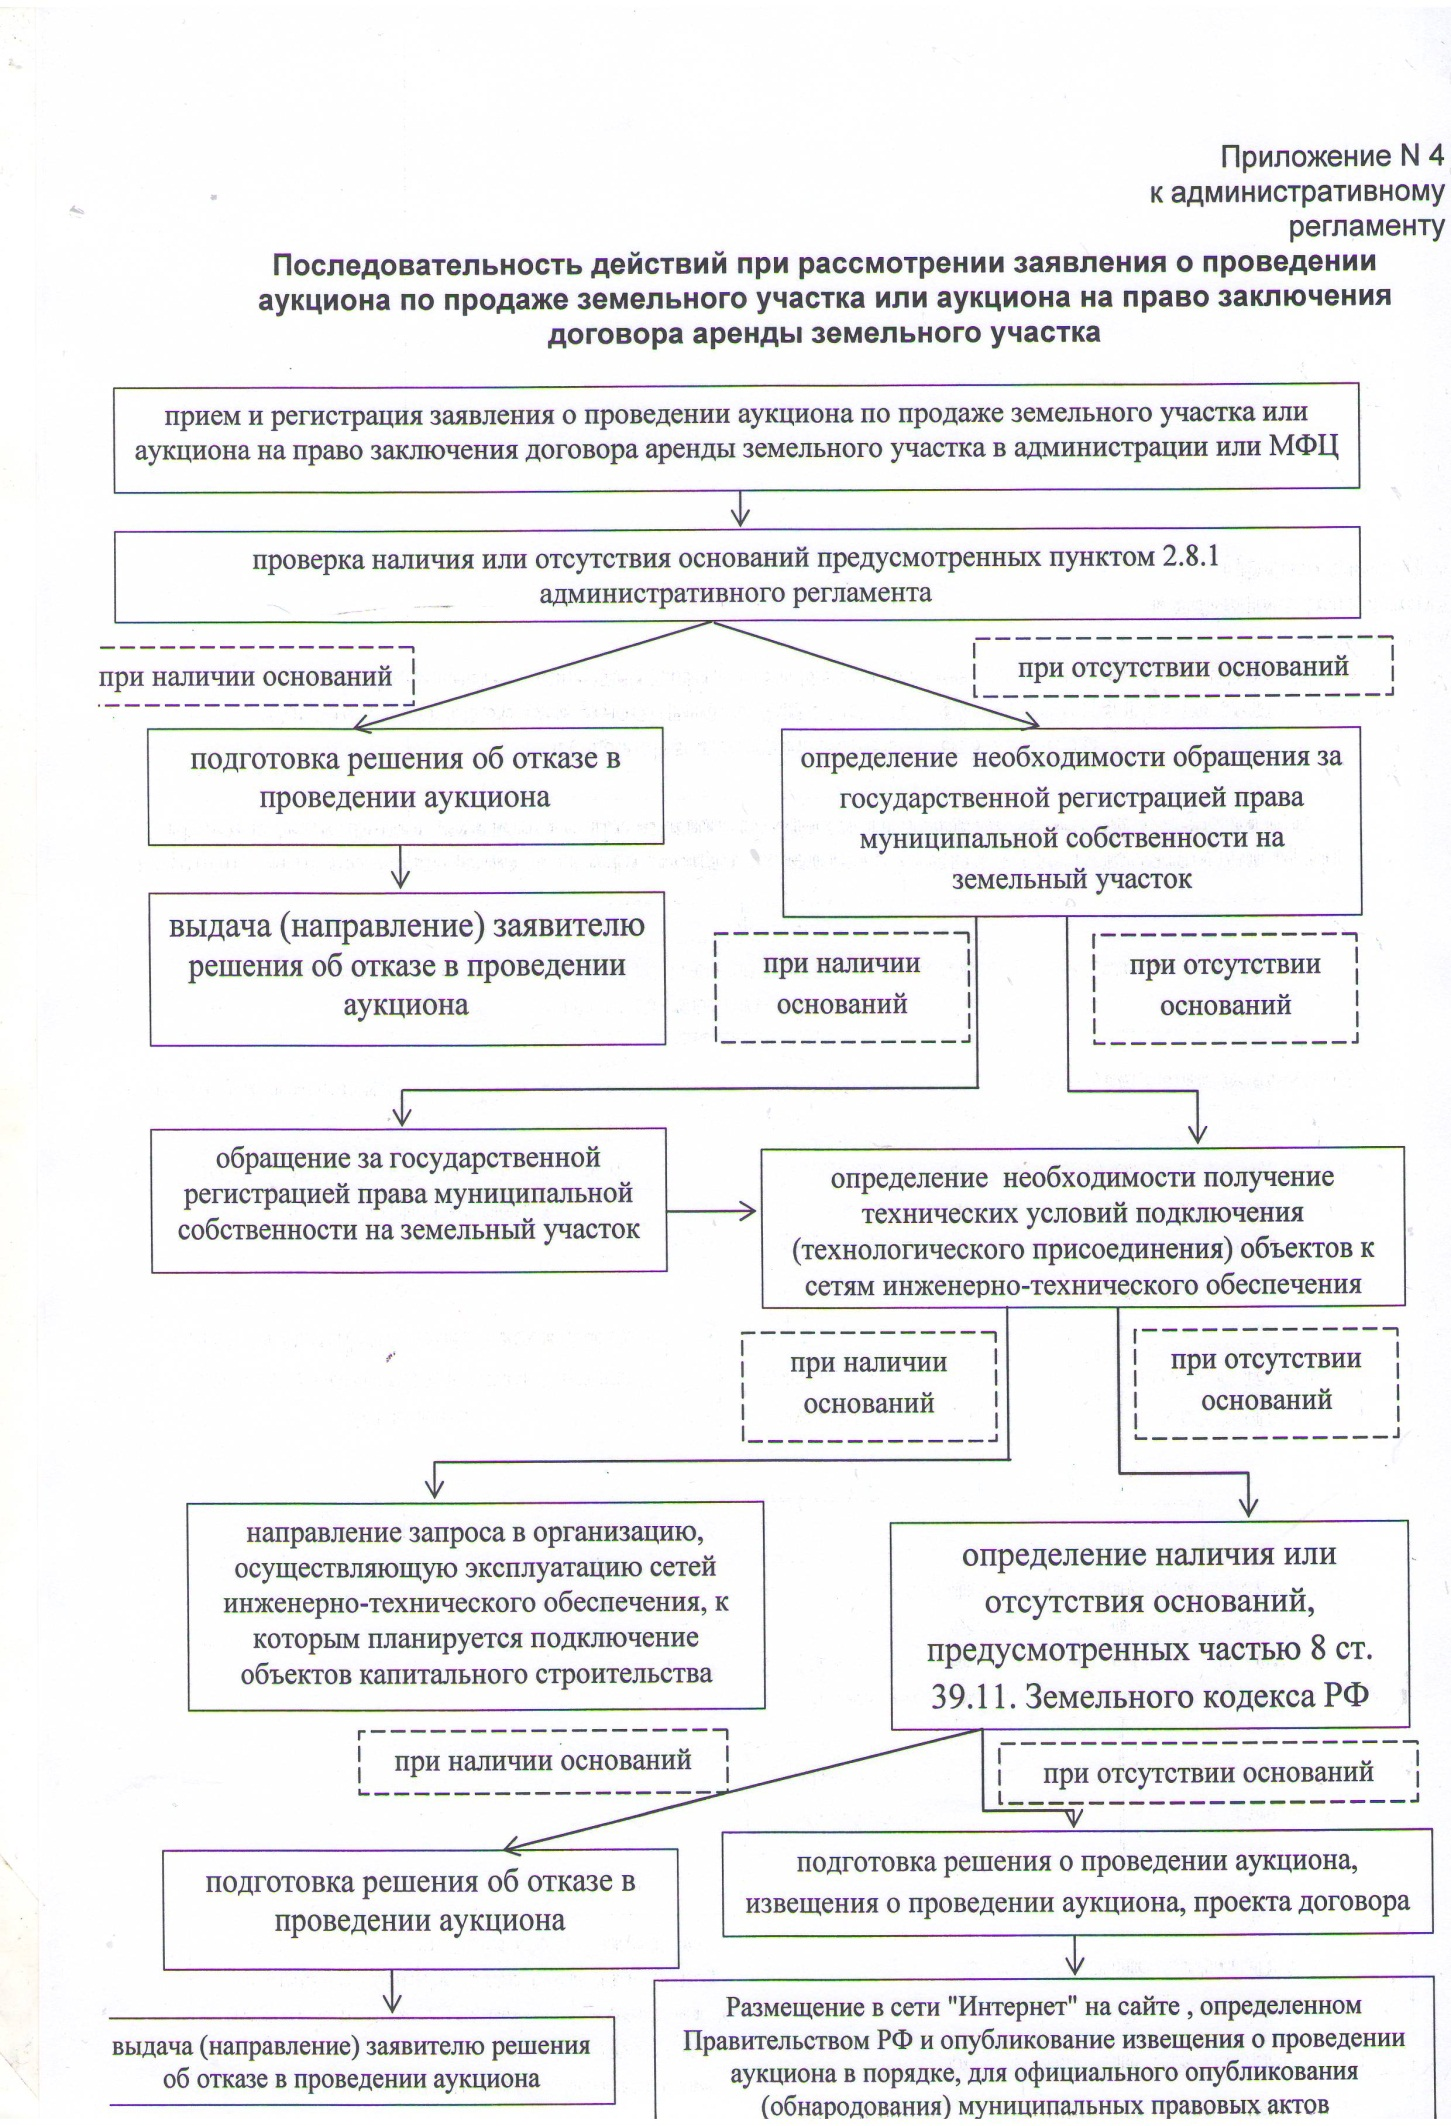 Приложение N 4
к административному
регламенту
Последовательность действий при рассмотрении заявления о проведении
аукциона по продаже земельного участка или аукциона на право заключения
договора аренды земельного участка
прием и регистрация заявления о проведении аукциона по продаже земельного участка или
аукциона на право заключения договора аренды земельного участка в администрации или МФЦ
проверка наличия или отсутствия оснований предусмотренных пунктом 2.8.1
административного регламента
при наличии оснований
при отсутствии оснований
подготовка решения об отказе в
проведении аукциона
определение необходимости обращения за
государственной регистрацией права
муниципальной собственности на
земельный участок
выдача (направление) заявителю
решения об отказе в проведении
аукциона
при наличии
оснований
при отсутствии
оснований
обращение за государственной
регистрацией права муниципальной
собственности на земельный участок
определение необходимости получение
технических условий подключения
(технологического присоединения) объектов к
сетям инженерно-технического обеспечения
при наличии
оснований
при отсутствии
оснований
направление запроса в организацию,
осуществляющую эксплуатацию сетей
инженерно-технического обеспечения, к
которым планируется подключение
объектов капитального строительства
определение наличия или
отсутствия оснований,
предусмотренных частью 8 ст.
39.11. Земельного кодекса РФ
при наличии оснований
при отсутствии оснований
подготовка решения об отказе в
проведении аукциона
подготовка решения о проведении аукциона,
извещения о проведении аукциона, проекта договора
выдача (направление) заявителю решения
об отказе в проведении аукциона
Размещение в сети "Интернет" на сайте , определенном
Правительством РФ и опубликование извещения о проведении
аукциона в порядке, для официального опубликования
(обнародования) муниципальных правовых актов